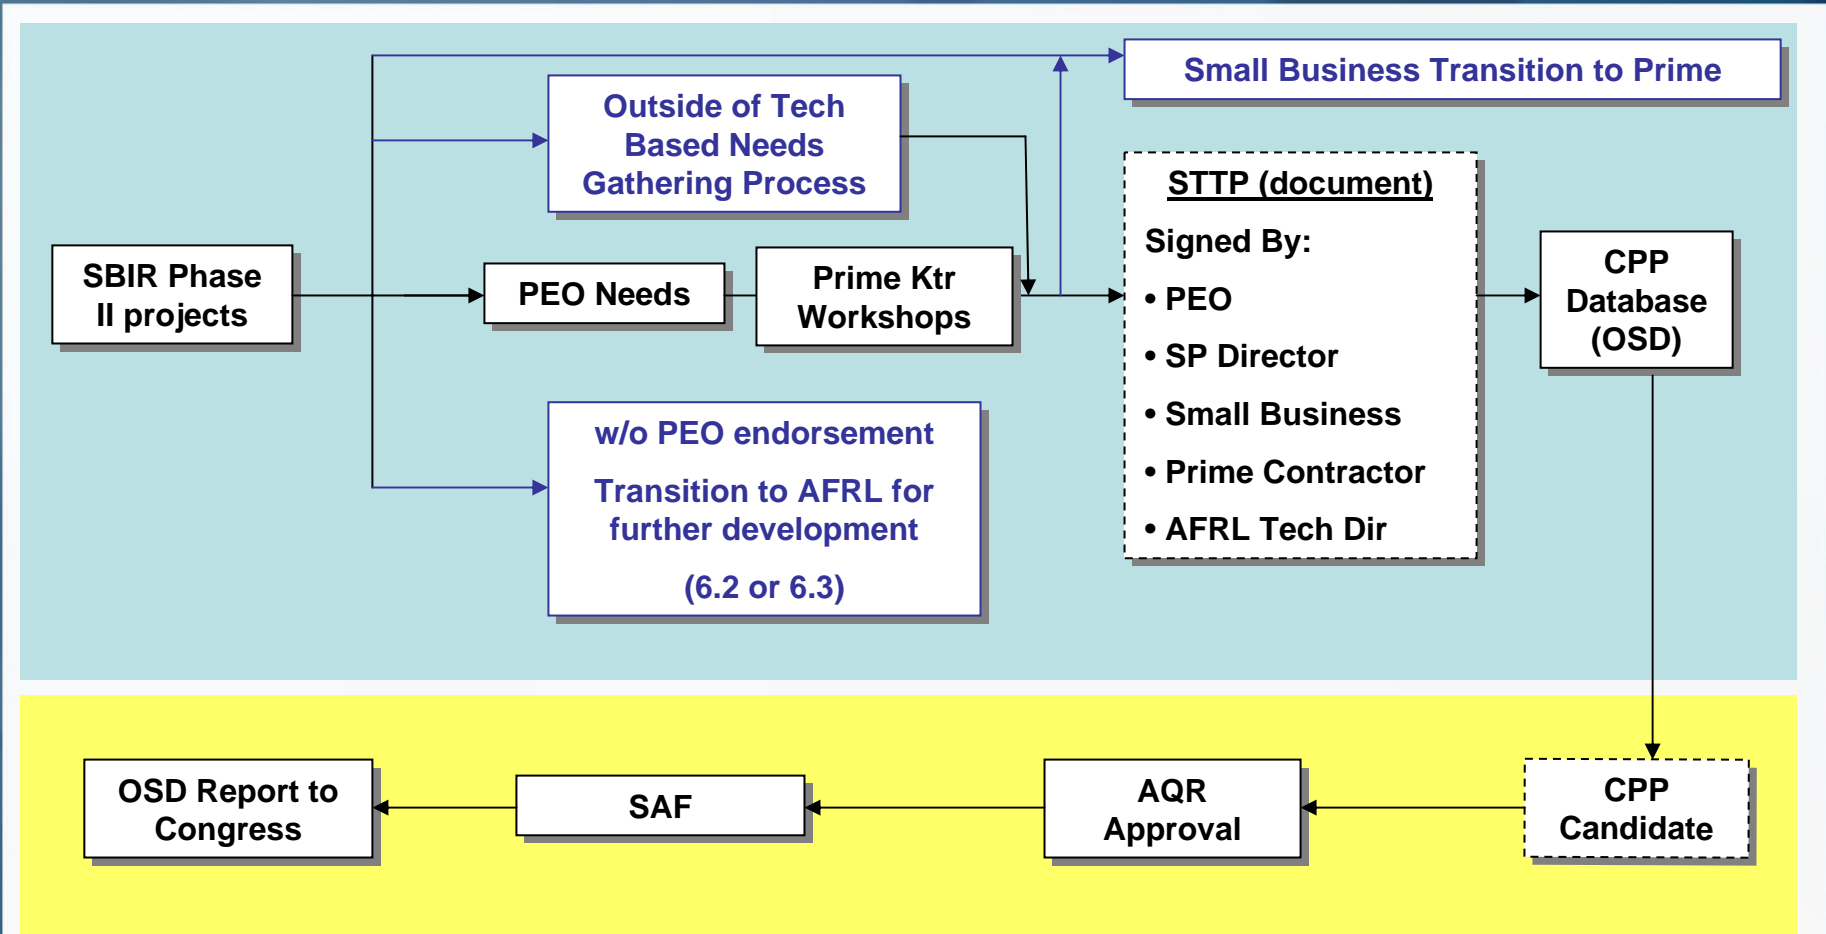 Small Business Transition to Prime
Outside of Tech
Based Needs
Gathering Process
SBIR Phase
II projects
PEO Needs
Prime Ktr
Workshops
w/o PEO endorsement
Transition to AFRL for
further development
(6.2 or 6.3)
STTP (document)
Signed By:
• PEO
• SP Director
• Small Business
• Prime Contractor
• AFRL Tech Dir
CPP
Database
(OSD)
OSD Report to
Congress
SAF
AQR
Approval
CPP
Candidate